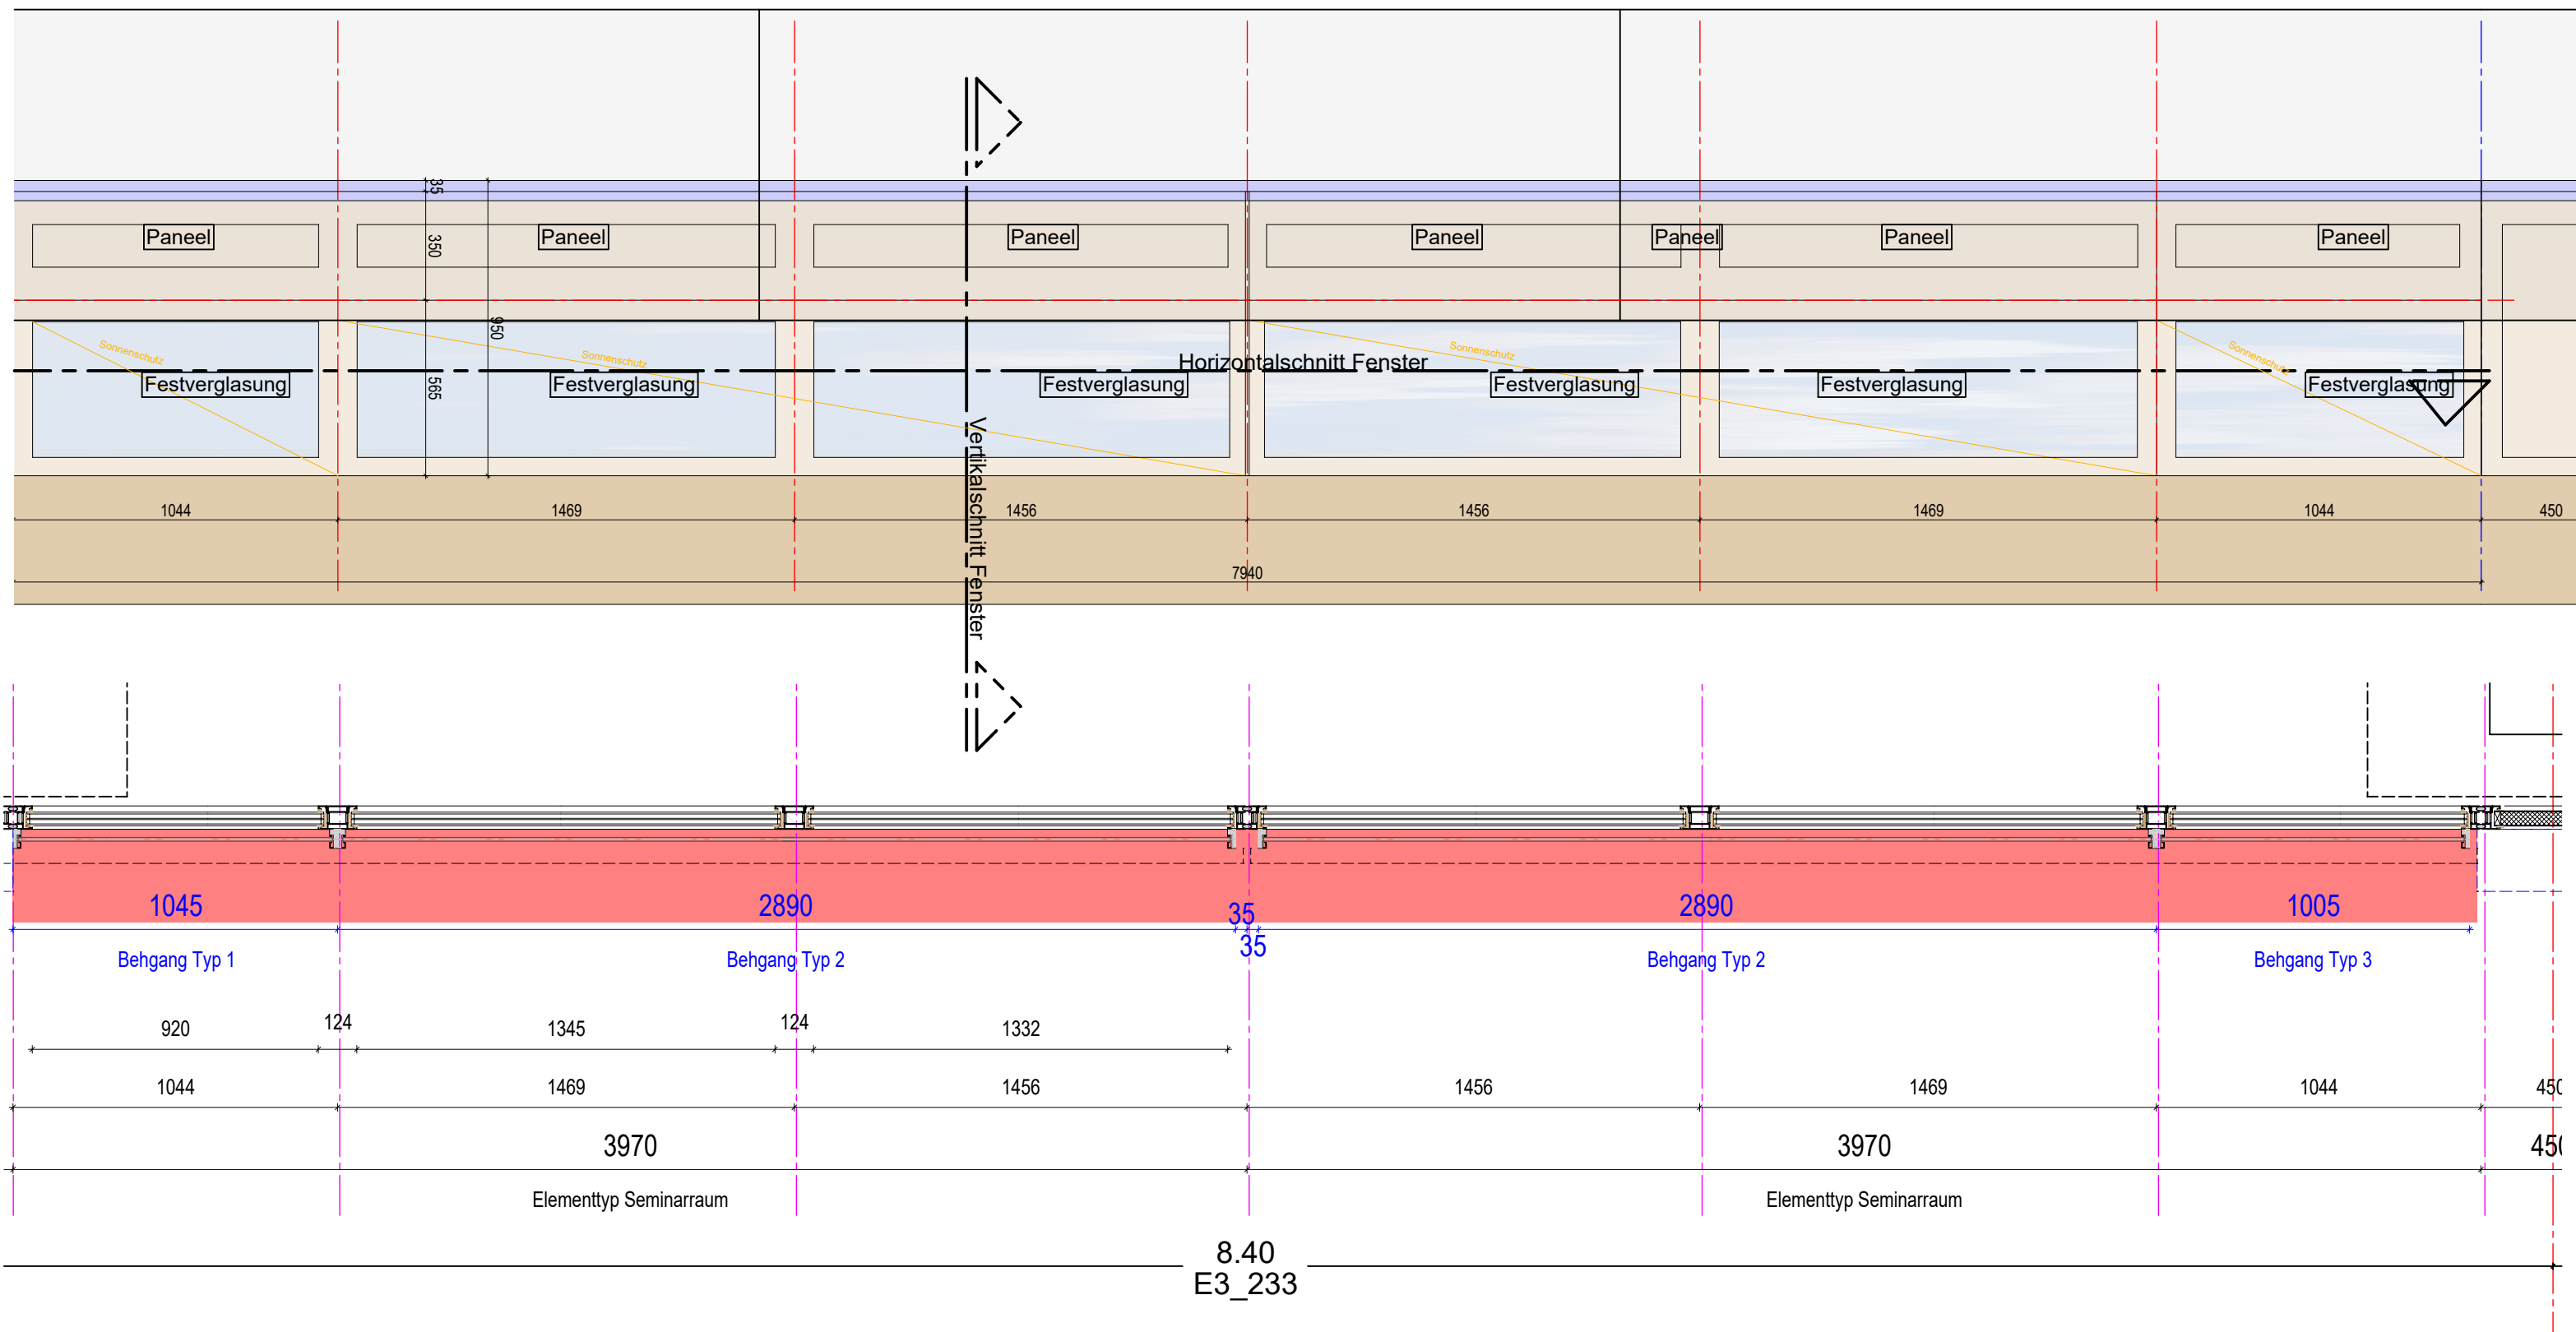 35
350
950
565
Paneel
Paneel
Paneel
Paneel
Paneel
Paneel
Paneel
Sonnenschutz
Sonnenschutz
Sonnenschutz
Sonnenschutz
Horizontalschnitt Fenster
Festverglasung
Festverglasung
Festverglasung
Festverglasung
Festverglasung
Festverglasung
Vertikalschnitt Fenster
1044
1469
1456
1456
1469
1044
450
7940
1045
2890
35
35
2890
1005
Behgang Typ 1
Behgang Typ 2
Behgang Typ 2
Behgang Typ 3
920
124
1345
124
1332
1044
1469
1456
1456
1469
1044
450
3970
3970
450
Elementtyp Seminarraum
Elementtyp Seminarraum
8.40
E3_233